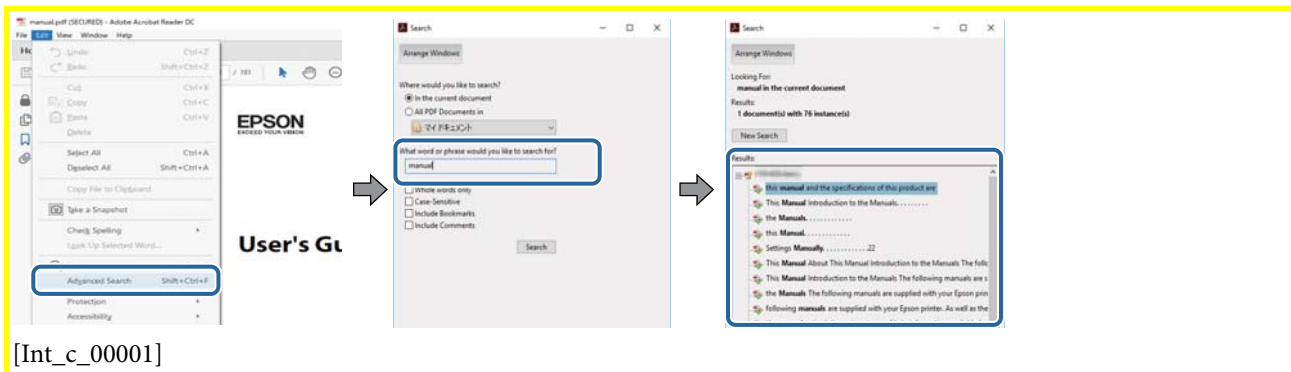 manual.pdf (SECURED) - Adobe Acrobat Reader DC
File Edit View Window Help
Undo Ctrl+Z
Redo Shift+Ctrl+Z
Cut Ctrl+X
Copy Ctrl+C
Paste Ctrl+V
Delete
Select All Ctrl+A
Deselect All Shift+Ctrl+A
Copy File to Clipboard
Take a Snapshot
Check Spelling
Look Up Selected Word...
Advanced Search Shift+Ctrl+F
Protection
Accessibility
/ 181
EPSON
EXCEED YOUR VISION
User's Gu
Search
Arrange Windows
Where would you like to search?
In the current document
All PDF Documents in
マイ ドキュメント
What word or phrase would you like to search for?
manual
Whole words only
Case-Sensitive
Include Bookmarks
Include Comments
Search
Search
Arrange Windows
Looking For:
manual in the current document
Results:
1 document(s) with 76 instance(s)
New Search
Results:
this manual and the specifications of this product are
This Manual Introduction to the Manuals. . . . . . . . .
the Manuals. . . . . . . . . . . .
this Manual. . . . . . . . . . . .
Settings Manually. . . . . . . . . . . .22
This Manual About This Manual Introduction to the Manuals The follo
This Manual Introduction to the Manuals The following manuals are s
the Manuals The following manuals are supplied with your Epson prin
following manuals are supplied with your Epson printer. As well as the
[Int_c_00001]